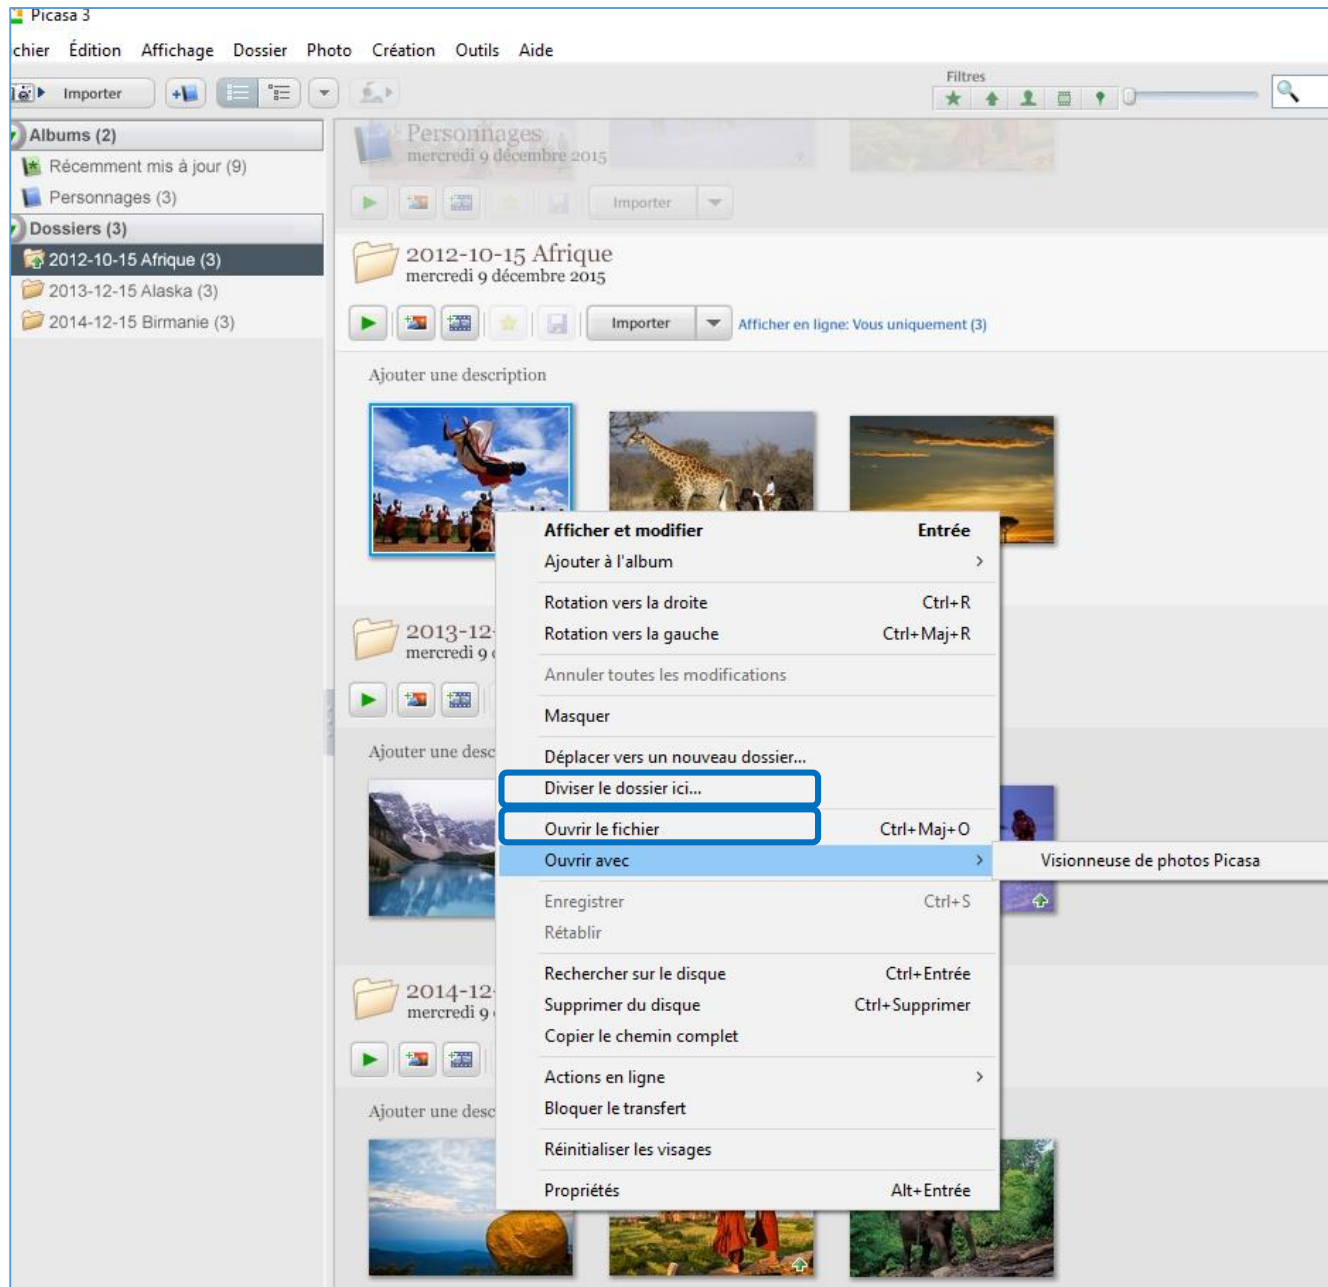 Picasa 3
chier Édition Affichage Dossier Photo Création Outils Aide
Importer
Filtres
Albums (2)
Récemment mis à jour (9)
Personnages (3)
Dossiers (3)
2012-10-15 Afrique (3)
2013-12-15 Alaska (3)
2014-12-15 Birmanie (3)
Personnages
mercredi 9 décembre 2015
Importer
2012-10-15 Afrique
mercredi 9 décembre 2015
Importer Afficher en ligne: Vous uniquement (3)
Ajouter une description
2013-12-
mercredi 9
Ajouter une desc
2014-12-
mercredi 9
Ajouter une desc
Afficher et modifier Entrée
Ajouter à l'album
Rotation vers la droite Ctrl+R
Rotation vers la gauche Ctrl+Maj+R
Annuler toutes les modifications
Masquer
Déplacer vers un nouveau dossier...
Diviser le dossier ici...
Ouvrir le fichier Ctrl+Maj+O
Ouvrir avec
Visionneuse de photos Picasa
Enregistrer Ctrl+S
Rétablir
Rechercher sur le disque Ctrl+Entrée
Supprimer du disque Ctrl+Supprimer
Copier le chemin complet
Actions en ligne
Bloquer le transfert
Réinitialiser les visages
Propriétés Alt+Entrée